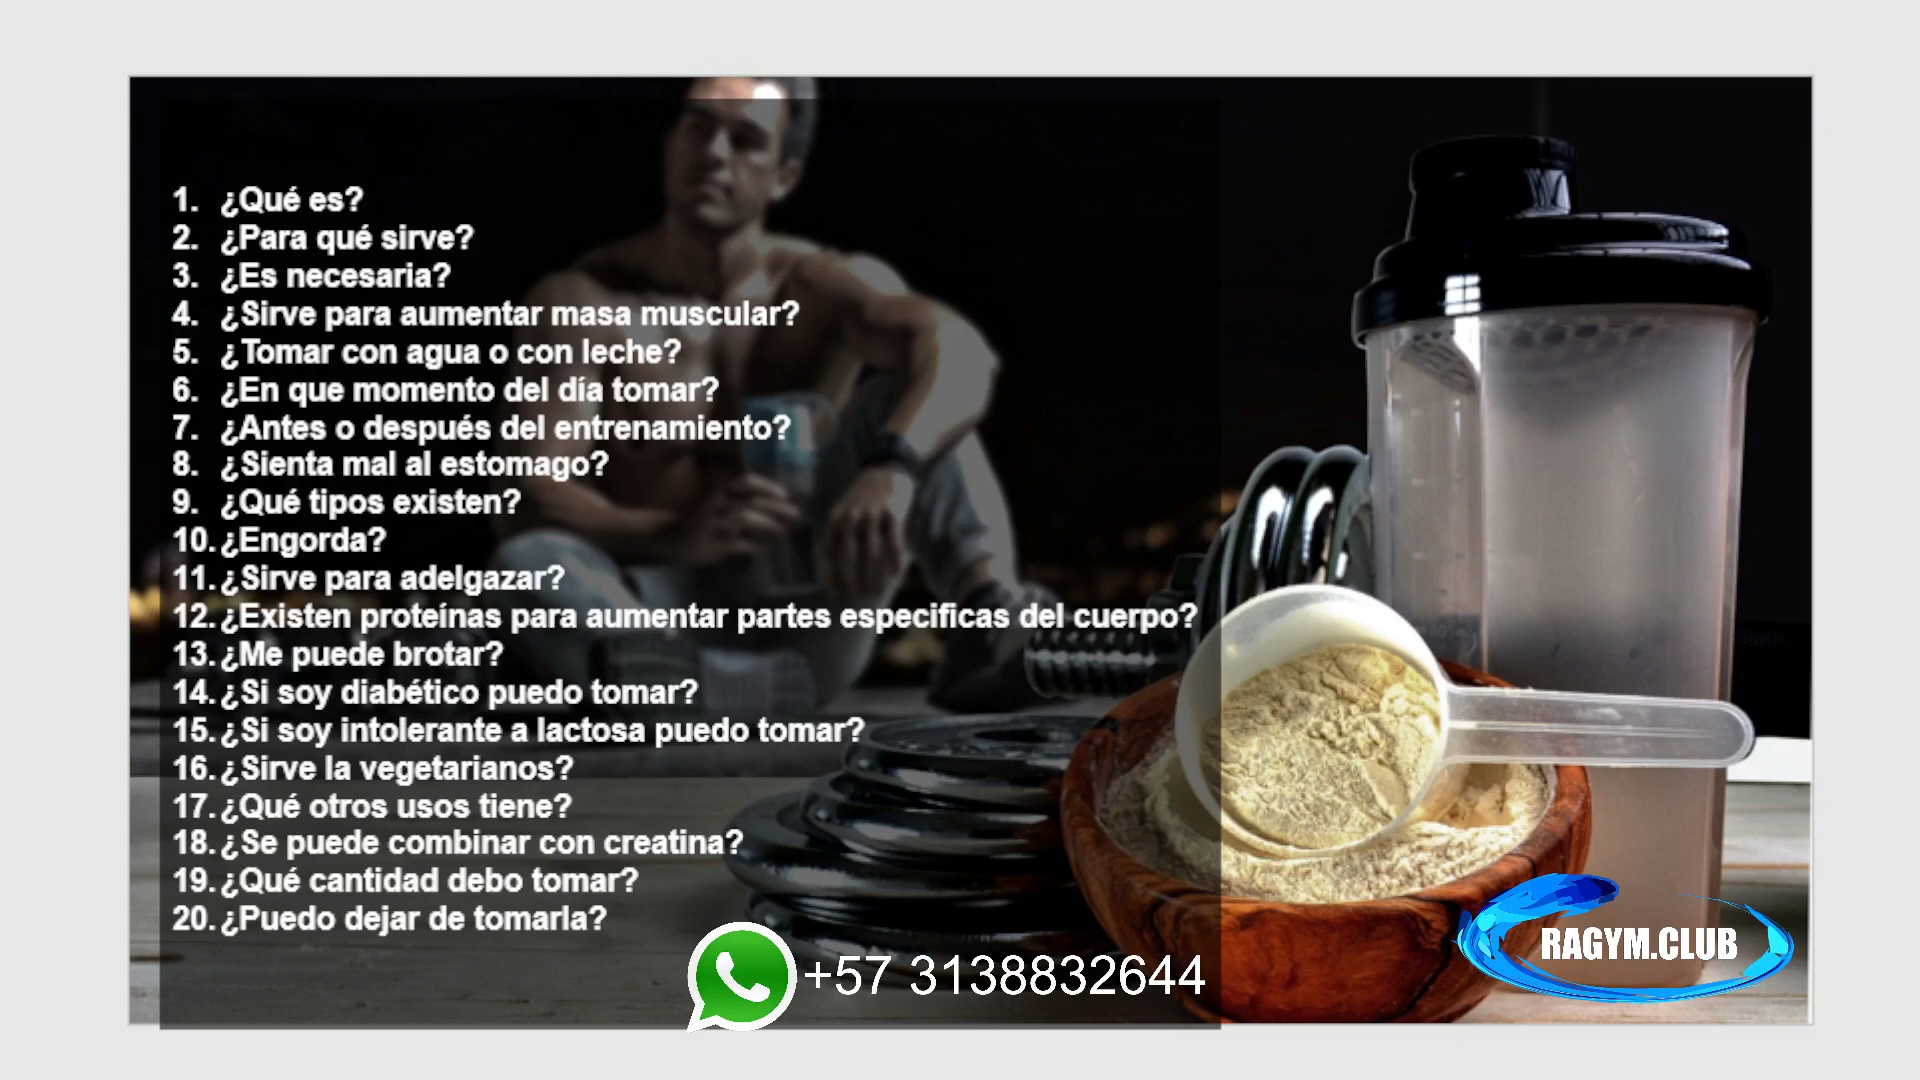 1. ¿Qué es?
2. ¿Para qué sirve?
3. ¿Es necesaria?
4. ¿Sirve para aumentar masa muscular?
5. ¿Tomar con agua o con leche?
6. ¿En que momento del día tomar?
7. ¿Antes o después del entrenamiento?
8. ¿Sienta mal al estomago?
9. ¿Qué tipos existen?
10. ¿Engorda?
11. ¿Sirve para adelgazar?
12. ¿Existen proteínas para aumentar partes especificas del cuerpo?
13. ¿Me puede brotar?
14. ¿Si soy diabético puedo tomar?
15. ¿Si soy intolerante a lactosa puedo tomar?
16. ¿Sirve la vegetarianos?
17. ¿Qué otros usos tiene?
18. ¿Se puede combinar con creatina?
19. ¿Qué cantidad debo tomar?
20. ¿Puedo dejar de tomarla?
+57 3138832644
RAGYM.CLUB